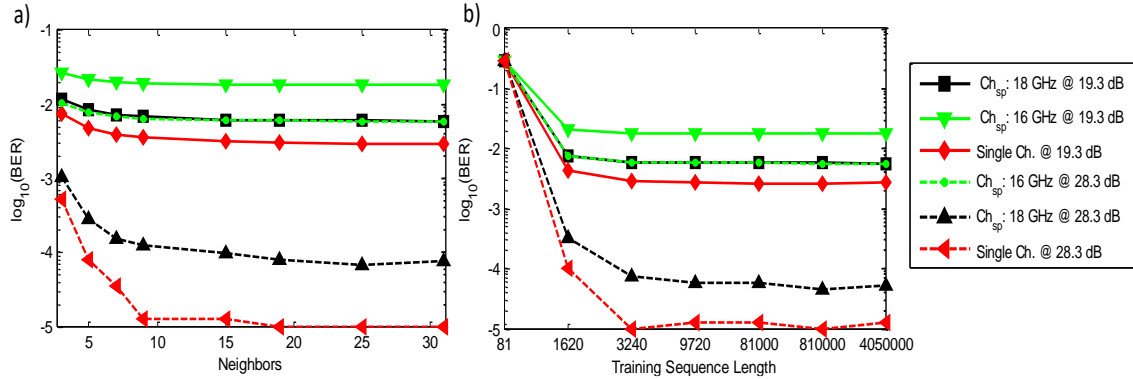 a)
-1
-2
-3
-4
-5
log10(BER)
5 10 15 20 25 30
Neighbors
b)
0
-1
-2
-3
-4
-5
log10(BER)
81 1620 3240 9720 81000 810000 4050000
Training Sequence Length
Chsp: 18 GHz @ 19.3 dB
Chsp: 16 GHz @ 19.3 dB
Single Ch. @ 19.3 dB
Chsp: 16 GHz @ 28.3 dB
Chsp: 18 GHz @ 28.3 dB
Single Ch. @ 28.3 dB